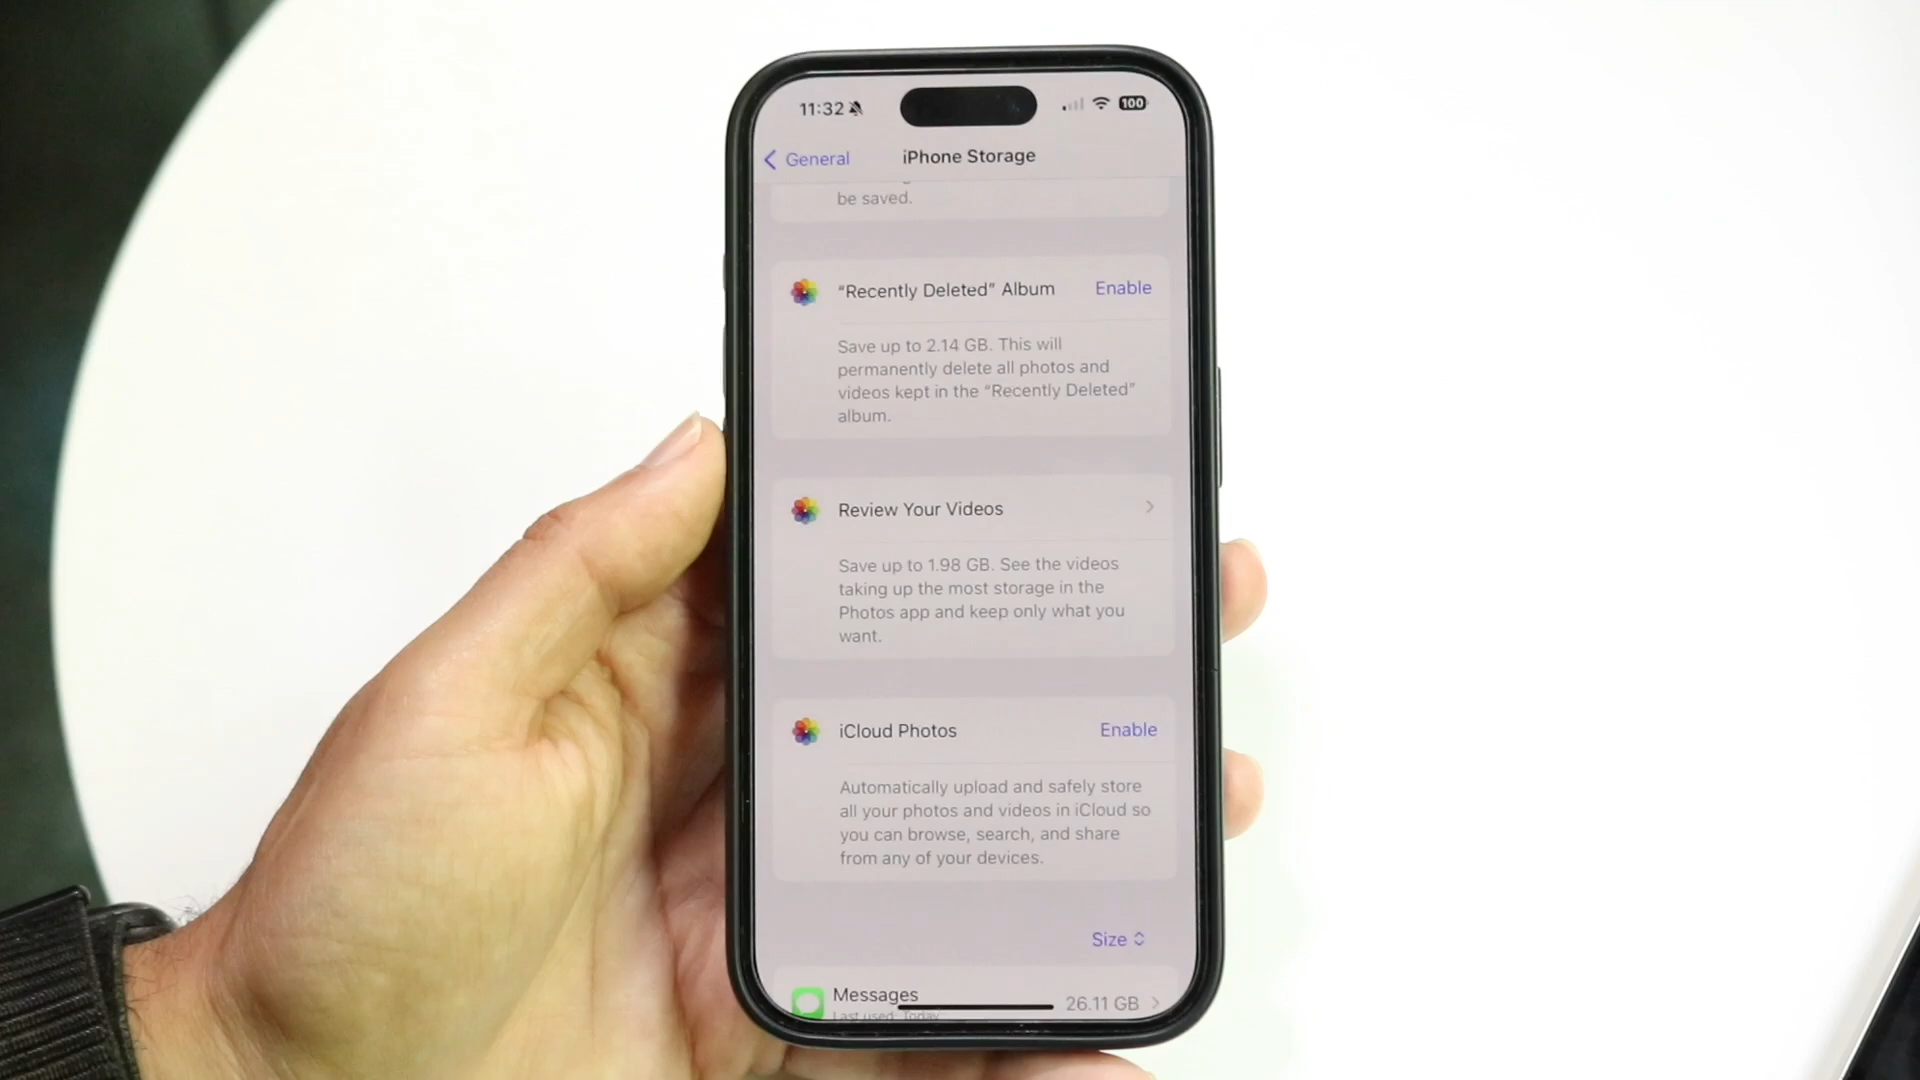 11:32
100
General
iPhone Storage
be saved.
“Recently Deleted” Album
Enable
Save up to 2.14 GB. This will
permanently delete all photos and
videos kept in the “Recently Deleted”
album.
Review Your Videos
Save up to 1.98 GB. See the videos
taking up the most storage in the
Photos app and keep only what you
want.
iCloud Photos
Enable
Automatically upload and safely store
all your photos and videos in iCloud so
you can browse, search, and share
from any of your devices.
Size
Messages
26.11 GB
Last used: Today